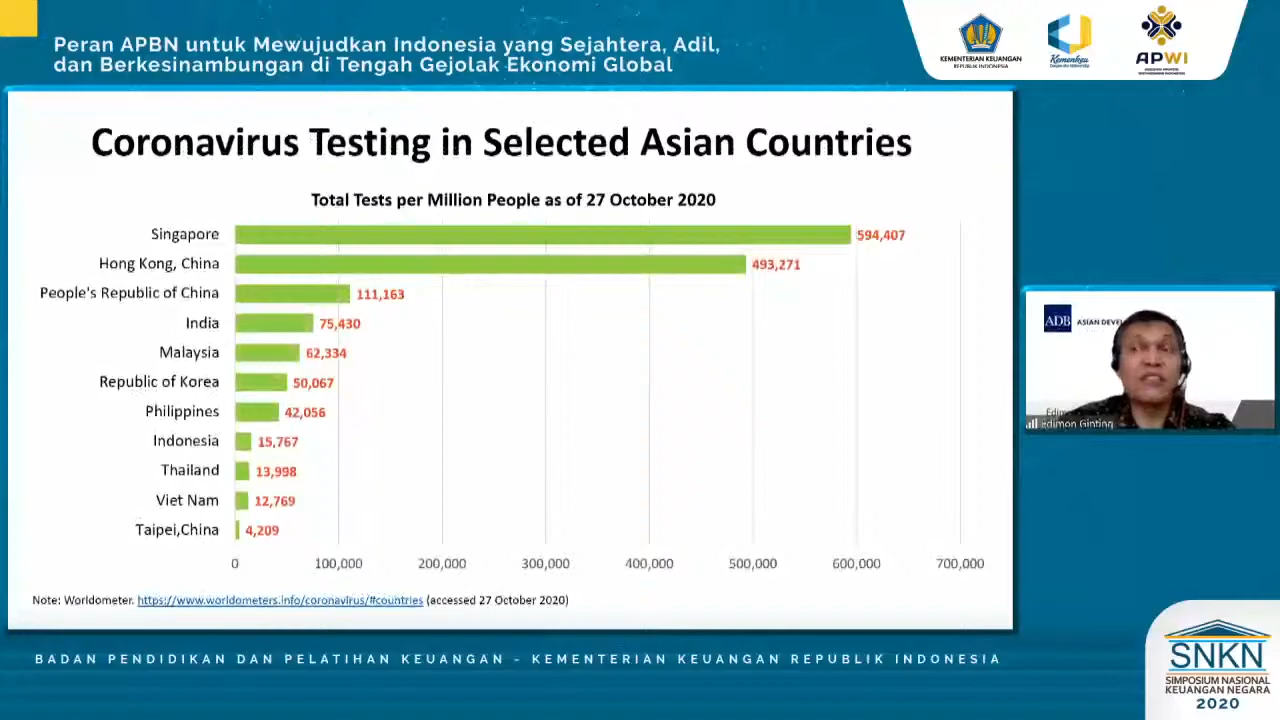 Peran APBN untuk Mewujudkan Indonesia yang Sejahtera, Adil,
dan Berkesinambungan di Tengah Gejolak Ekonomi Global
KEMENTERIAN KEUANGAN
REPUBLIK INDONESIA
Kemenkeu
APWI
Coronavirus Testing in Selected Asian Countries
Total Tests per Million People as of 27 October 2020
Singapore 594,407
Hong Kong, China 493,271
People's Republic of China 111,163
India 75,430
Malaysia 62,334
Republic of Korea 50,067
Philippines 42,056
Indonesia 15,767
Thailand 13,998
Viet Nam 12,769
Taipei,China 4,209
0 100,000 200,000 300,000 400,000 500,000 600,000 700,000
Note: Worldometer. https://www.worldometers.info/coronavirus/#countries (accessed 27 October 2020)
ADB ASIAN DEVE
Edimon Ginting
BADAN PENDIDIKAN DAN PELATIHAN KEUANGAN - KEMENTERIAN KEUANGAN REPUBLIK INDONESIA
SNKN
SIMPOSIUM NASIONAL
KEUANGAN NEGARA
2020